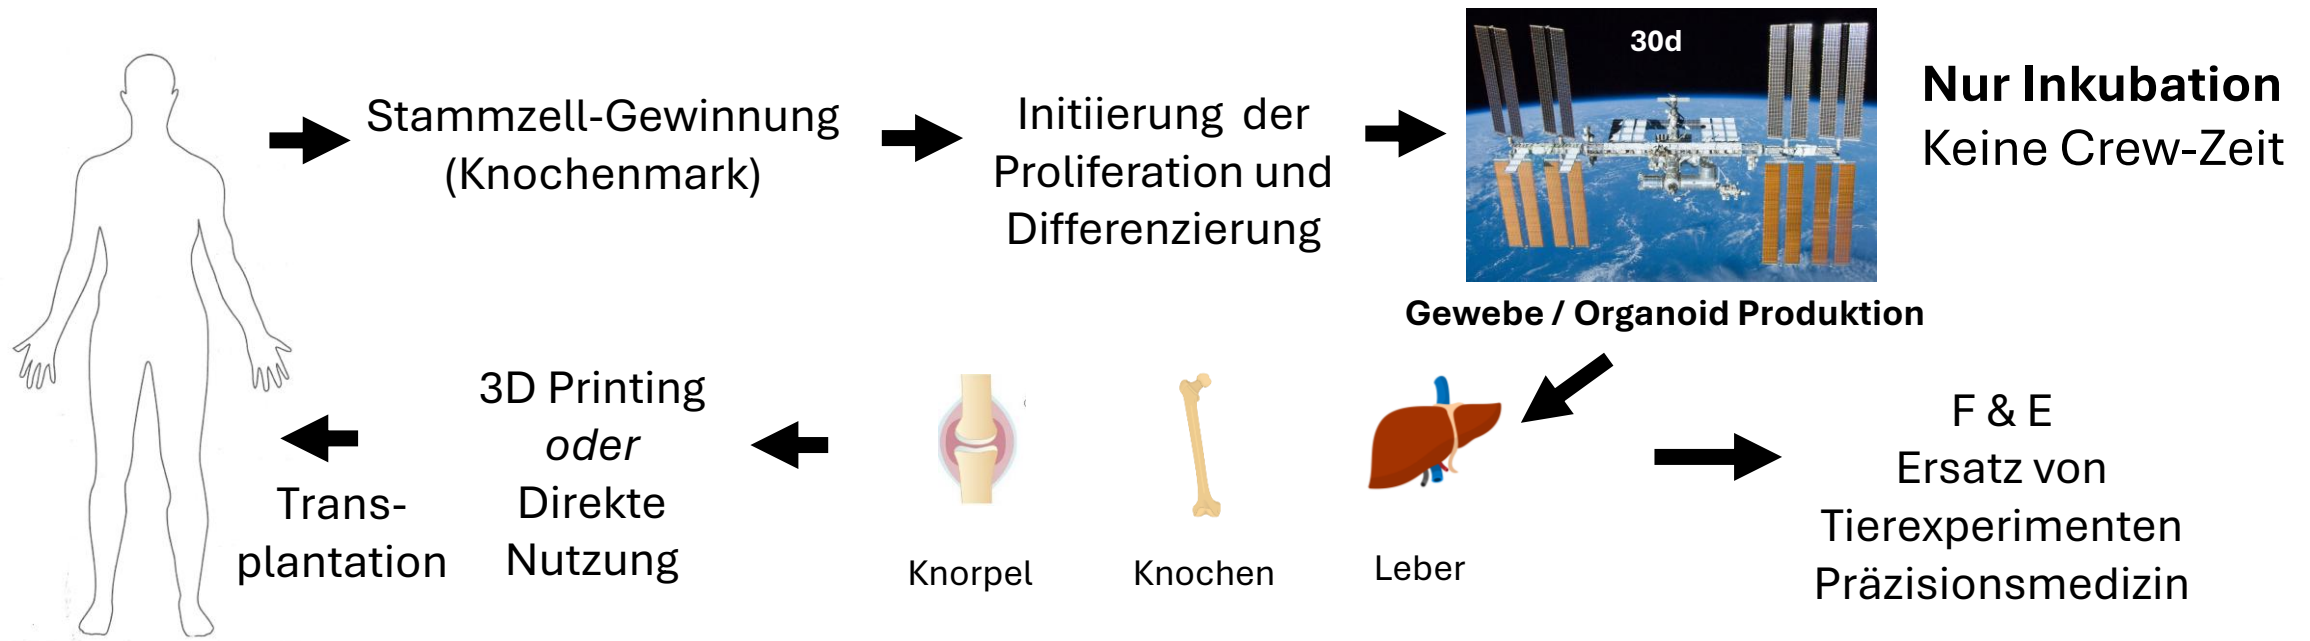 Stammzell-Gewinnung
(Knochenmark)
Initiierung der
Proliferation und
Differenzierung
30d
Nur Inkubation
Keine Crew-Zeit
Gewebe / Organoid Produktion
Leber
Knochen
Knorpel
3D Printing
oder
Direkte
Nutzung
Trans-
plantation
F & E
Ersatz von
Tierexperimenten
Präzisionsmedizin